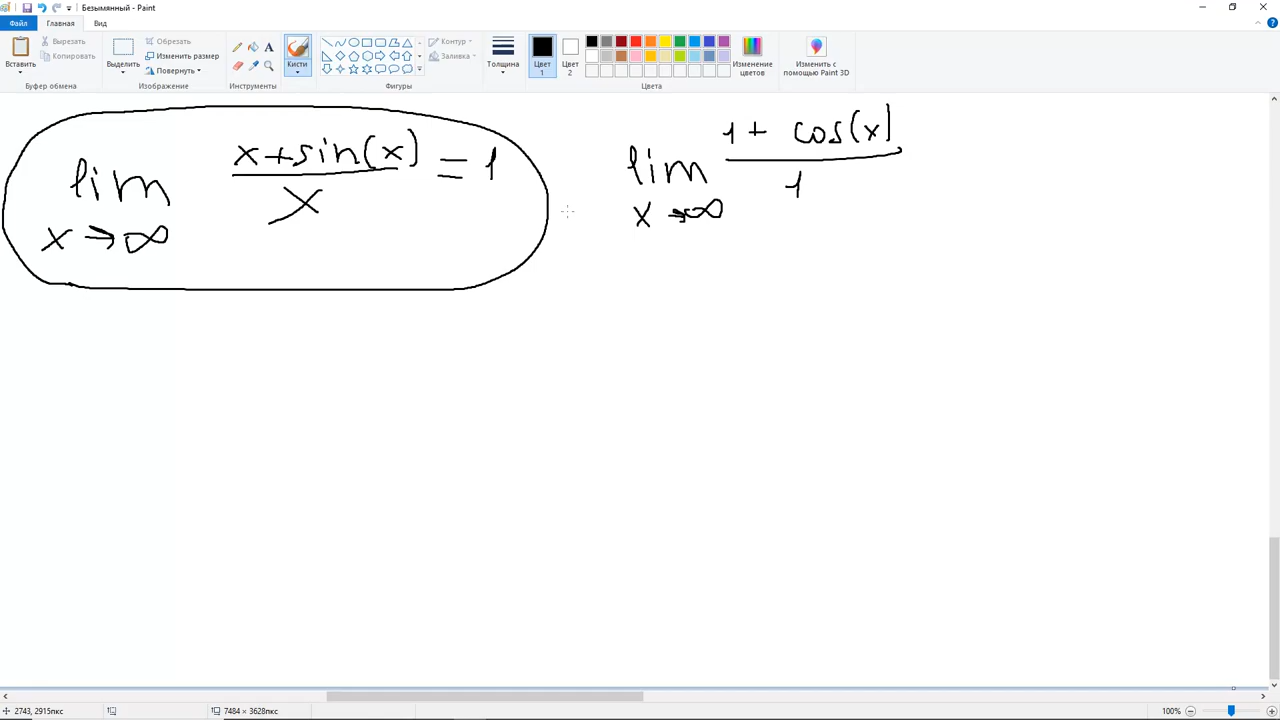 Безымянный - Paint
Файл Главная Вид
Вставить
Вырезать
Копировать
Буфер обмена
Выделить
Обрезать
Изменить размер
Повернуть
Изображение
A
Инструменты
Кисти
Контур
Заливка
Фигуры
Толщина
Цвет 1
Цвет 2
Изменение цветов
Цвета
Изменить с помощью Paint 3D
lim x→∞ x+sin(x)/x = 1
lim x→∞ 1+ cos(x)/1
2743, 2915пкс 7484 × 3628пкс 100%